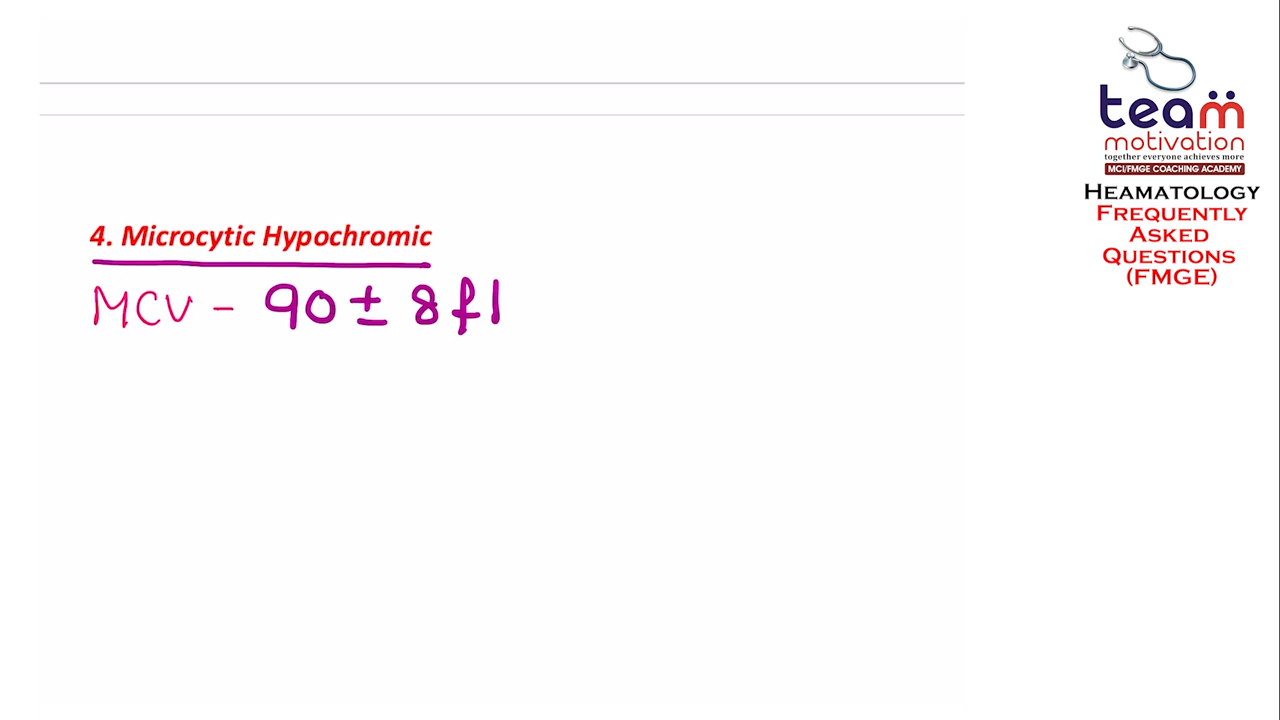 4. Microcytic Hypochromic
MCV - 90 ± 8 fl
team
motivation
together everyone achieves more
MCI/FMGE COACHING ACADEMY
HEAMATOLOGY
FREQUENTLY
ASKED
QUESTIONS
(FMGE)